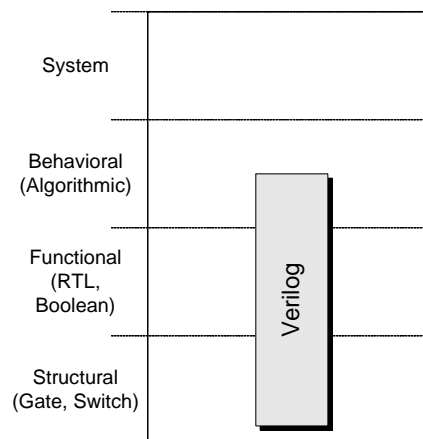 System
Behavioral
(Algorithmic)
Functional
(RTL,
Boolean)
Verilog
Structural
(Gate, Switch)